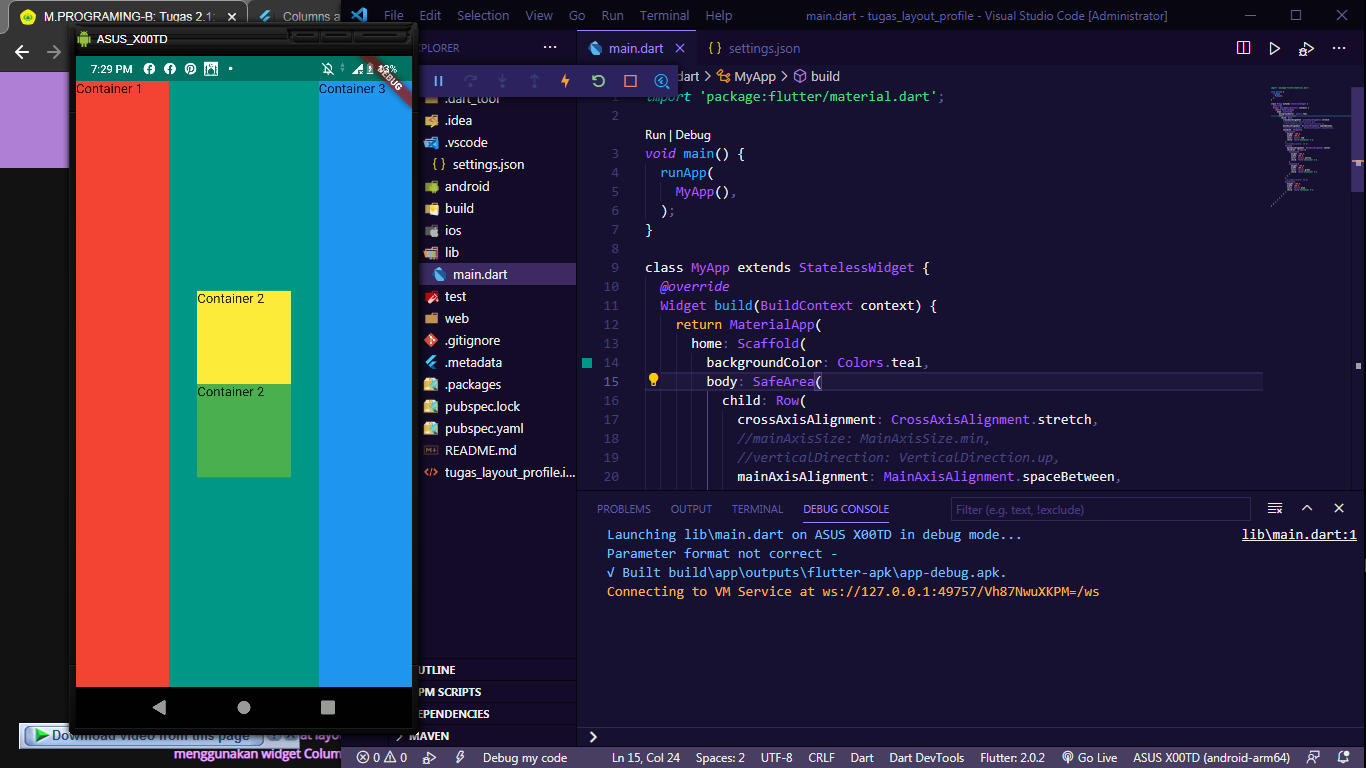 M.PROGRAMING-B: Tugas 2.1:
Columns a
File Edit Selection View Go Run Terminal Help
main.dart - tugas_layout_profile - Visual Studio Code [Administrator]
ASUS_X00TD
7:29 PM
DEBUG
Container 1
Container 3
Container 2
Container 2
PLORER
main.dart
settings.json
dart > MyApp > build
.dart_tool
.idea
.vscode
settings.json
android
build
ios
lib
main.dart
test
web
.gitignore
.metadata
.packages
pubspec.lock
pubspec.yaml
README.md
tugas_layout_profile.i...
UTLINE
PM SCRIPTS
EPENDENCIES
MAVEN
1 import 'package:flutter/material.dart';
2
Run | Debug
3 void main() {
4 runApp(
5 MyApp(),
6 );
7 }
8
9 class MyApp extends StatelessWidget {
10 @override
11 Widget build(BuildContext context) {
12 return MaterialApp(
13 home: Scaffold(
14 backgroundColor: Colors.teal,
15 body: SafeArea(
16 child: Row(
17 crossAxisAlignment: CrossAxisAlignment.stretch,
18 //mainAxisSize: MainAxisSize.min,
19 //verticalDirection: VerticalDirection.up,
20 mainAxisAlignment: MainAxisAlignment.spaceBetween,
PROBLEMS OUTPUT TERMINAL DEBUG CONSOLE
Filter (e.g. text, !exclude)
Launching lib\main.dart on ASUS X00TD in debug mode...
lib\main.dart:1
Parameter format not correct -
√ Built build\app\outputs\flutter-apk\app-debug.apk.
Connecting to VM Service at ws://127.0.0.1:49757/Vh87NwuXKPM=/ws
Download video from this page
at layo
menggunakan widget Colum
0 0 Debug my code
Ln 15, Col 24 Spaces: 2 UTF-8 CRLF Dart Dart DevTools Flutter: 2.0.2 Go Live ASUS X00TD (android-arm64)